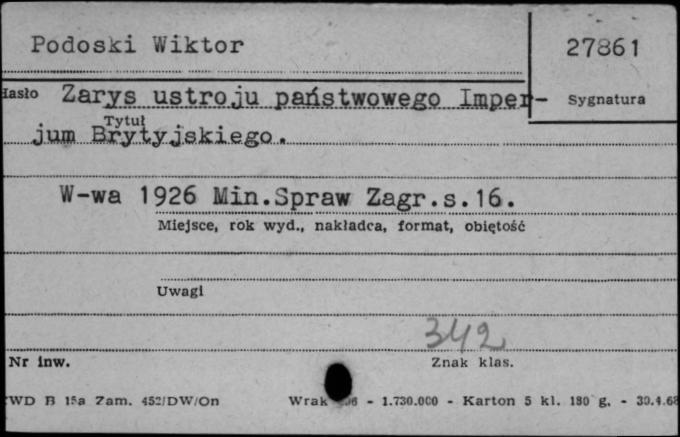 Podoski Wiktor
27861
Hasło Zarys ustroju państwowego Imper-
Sygnatura
Tytuł
jum Brytyjskiego.
W-wa 1926 Min.Spraw Zagr.s.16.
Miejsce, rok wyd., nakładca, format, objętość
Uwagi
342
Nr inw.
Znak klas.
WD B 15a Zam. 452/DW/On Wrak - 1.730.000 - Karton 5 kl. 180 g. - 30.4.68